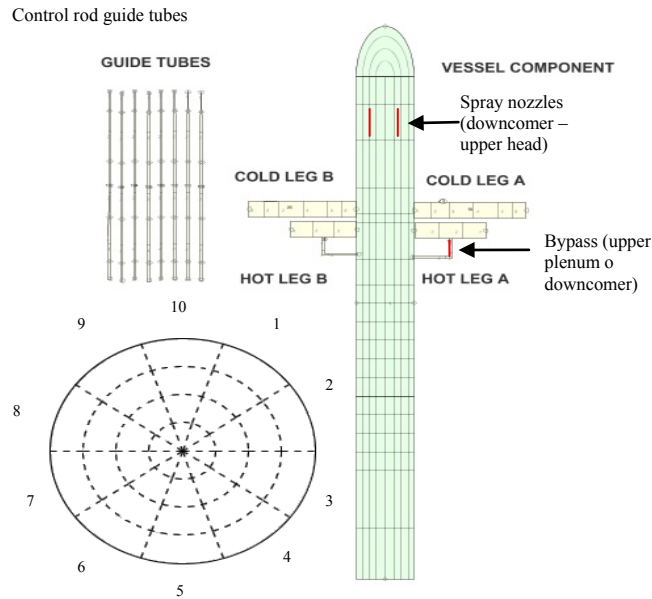 Control rod guide tubes
GUIDE TUBES
VESSEL COMPONENT
Spray nozzles
(downcomer –
upper head)
COLD LEG B
COLD LEG A
Bypass (upper
plenum o
downcomer)
HOT LEG B
HOT LEG A
10
9
1
2
8
7
3
6
4
5